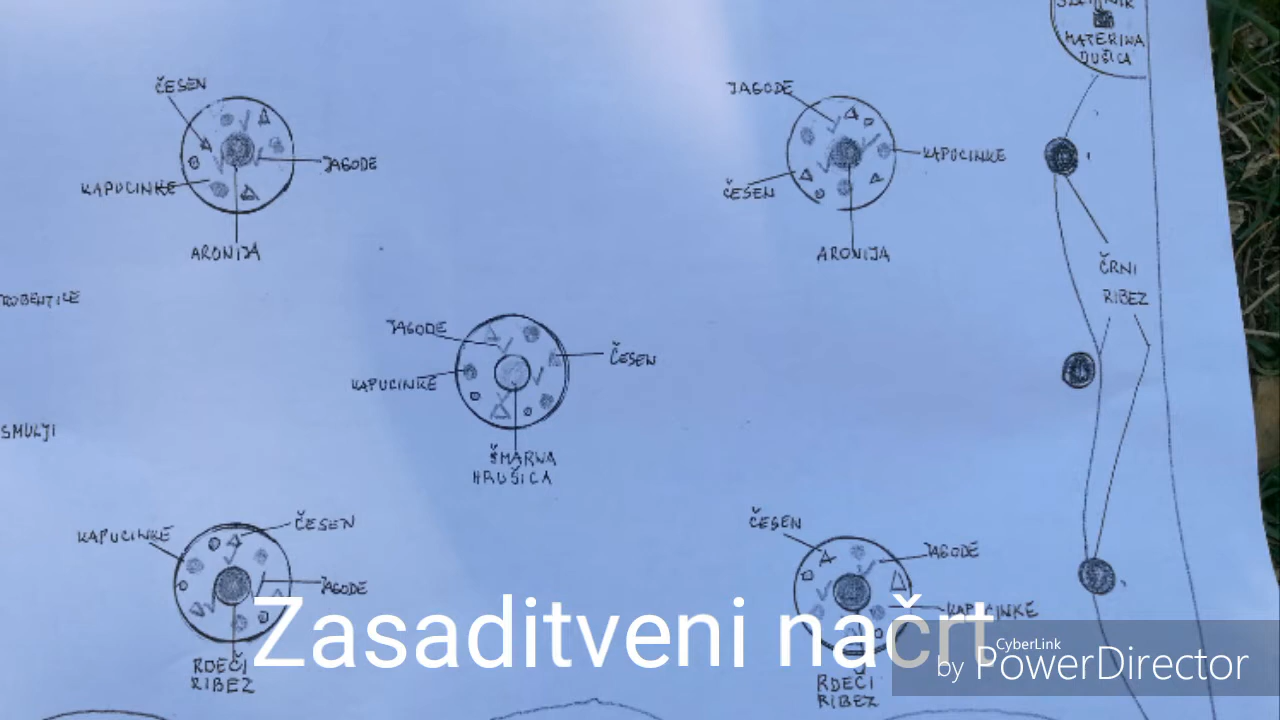 MATERINA
DUŠICA
ČESEN
JAGODE
KAPUCINKE
ARONIJA
JAGODE
KAPUCINKE
ČESEN
ARONIJA
ČRNI
RIBEZ
JAGODE
ČESEN
KAPUCINKE
ŠMARNA
HRUŠICA
KAPUCINKE
ČESEN
JAGODE
RDEČI
RIBEZ
ČESEN
JAGODE
KAPUCINKE
RDEČI
RIBEZ
Zasaditveni načrt
by CyberLink PowerDirector